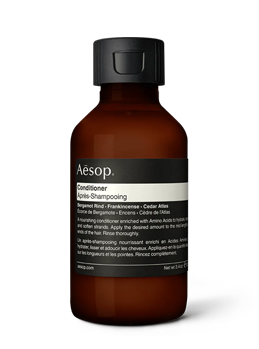 Aēsop.
Conditioner
Après-Shampooing
Bergamot Rind · Frankincense · Cedar Atlas
Écorce de Bergamote · Encens · Cèdre de l'Atlas
A nourishing conditioner enriched with Amino Acids to hydrate,
and soften strands. Apply the desired amount to the mid-lengths
ends of the hair. Rinse thoroughly.
Un après-shampooing nourrissant enrichi en Acides Aminés
hydrater, lisser et adoucir les cheveux. Appliquez-en la quantité
sur les longueurs et les pointes. Rincez complètement.
aesop.com